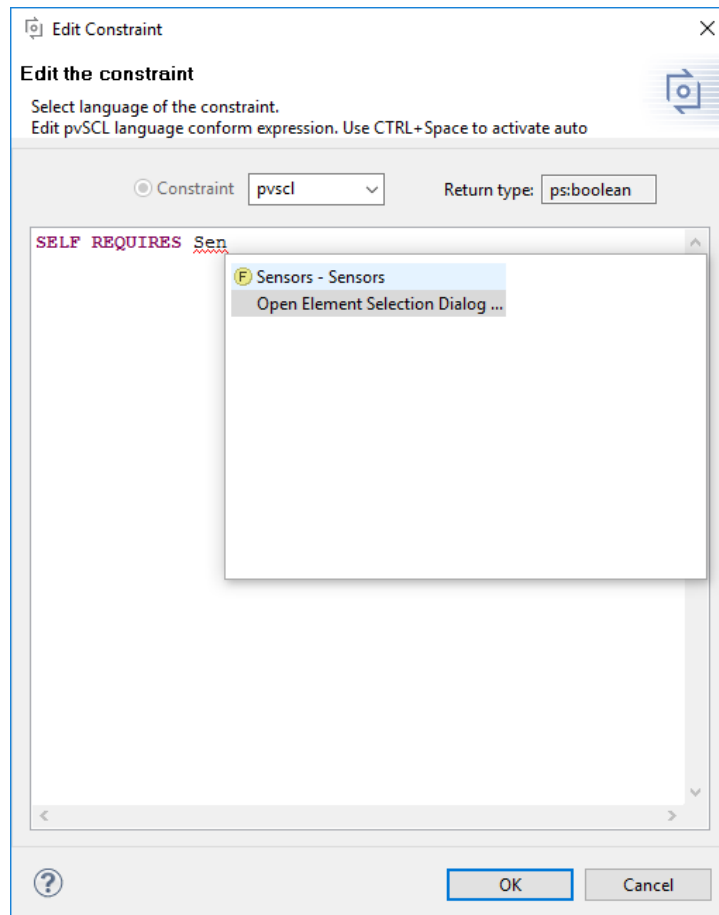 Edit Constraint
Edit the constraint
Select language of the constraint.
Edit pvSCL language conform expression. Use CTRL+Space to activate auto
Constraint pvscl Return type: ps:boolean
SELF REQUIRES Sen
F Sensors - Sensors
Open Element Selection Dialog ...
? OK Cancel